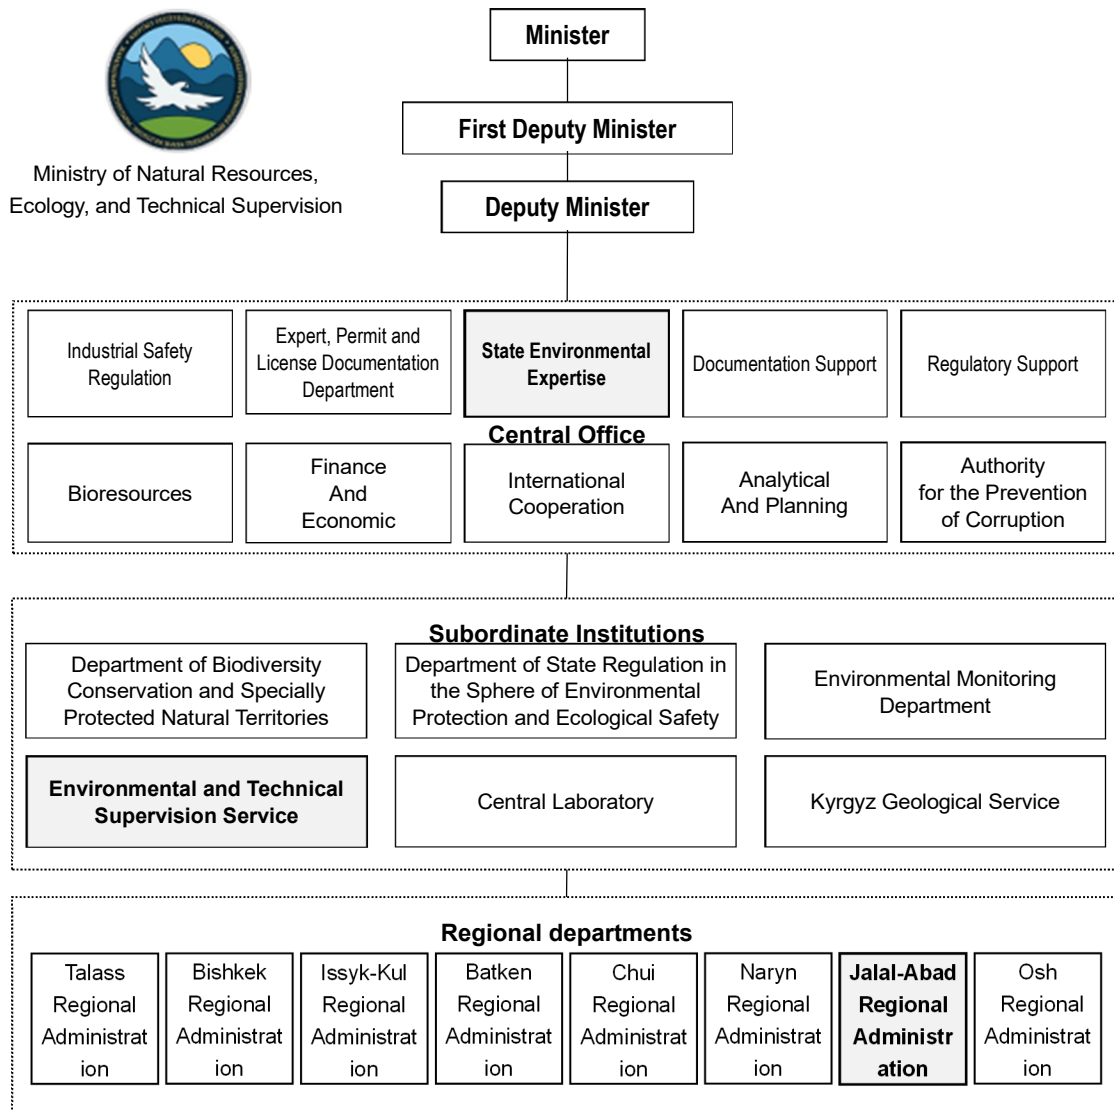 Minister
First Deputy Minister
Ministry of Natural Resources,
Ecology, and Technical Supervision
Deputy Minister
Industrial Safety
Regulation
Expert, Permit and
License Documentation
Department
State Environmental
Expertise
Documentation Support
Regulatory Support
Central Office
Bioresources
Finance
And
Economic
International
Cooperation
Analytical
And Planning
Authority
for the Prevention
of Corruption
Subordinate Institutions
Department of Biodiversity
Conservation and Specially
Protected Natural Territories
Department of State Regulation in
the Sphere of Environmental
Protection and Ecological Safety
Environmental Monitoring
Department
Environmental and Technical
Supervision Service
Central Laboratory
Kyrgyz Geological Service
Regional departments
Talass
Regional
Administrat
ion
Bishkek
Regional
Administrat
ion
Issyk-Kul
Regional
Administrat
ion
Batken
Regional
Administrat
ion
Chui
Regional
Administrat
ion
Naryn
Regional
Administrat
ion
Jalal-Abad
Regional
Administr
ation
Osh
Regional
Administrat
ion